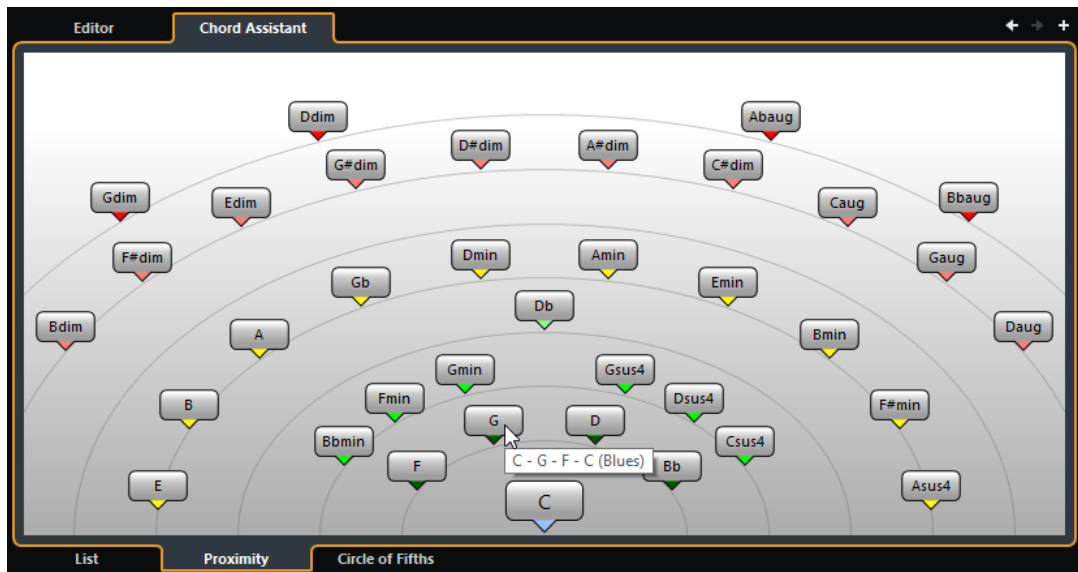 Editor Chord Assistant
Ddim Abaug
D#dim A#dim
G#dim C#dim
Gdim Edim Caug Bbaug
F#dim Dmin Amin Gaug
Gb Emin
Db
Bdim A Bmin Daug
Gmin Gsus4
B Fmin Dsus4 F#min
G D
Bbmin Csus4
C - G - F - C (Blues)
F Bb
E Asus4
C
List Proximity Circle of Fifths